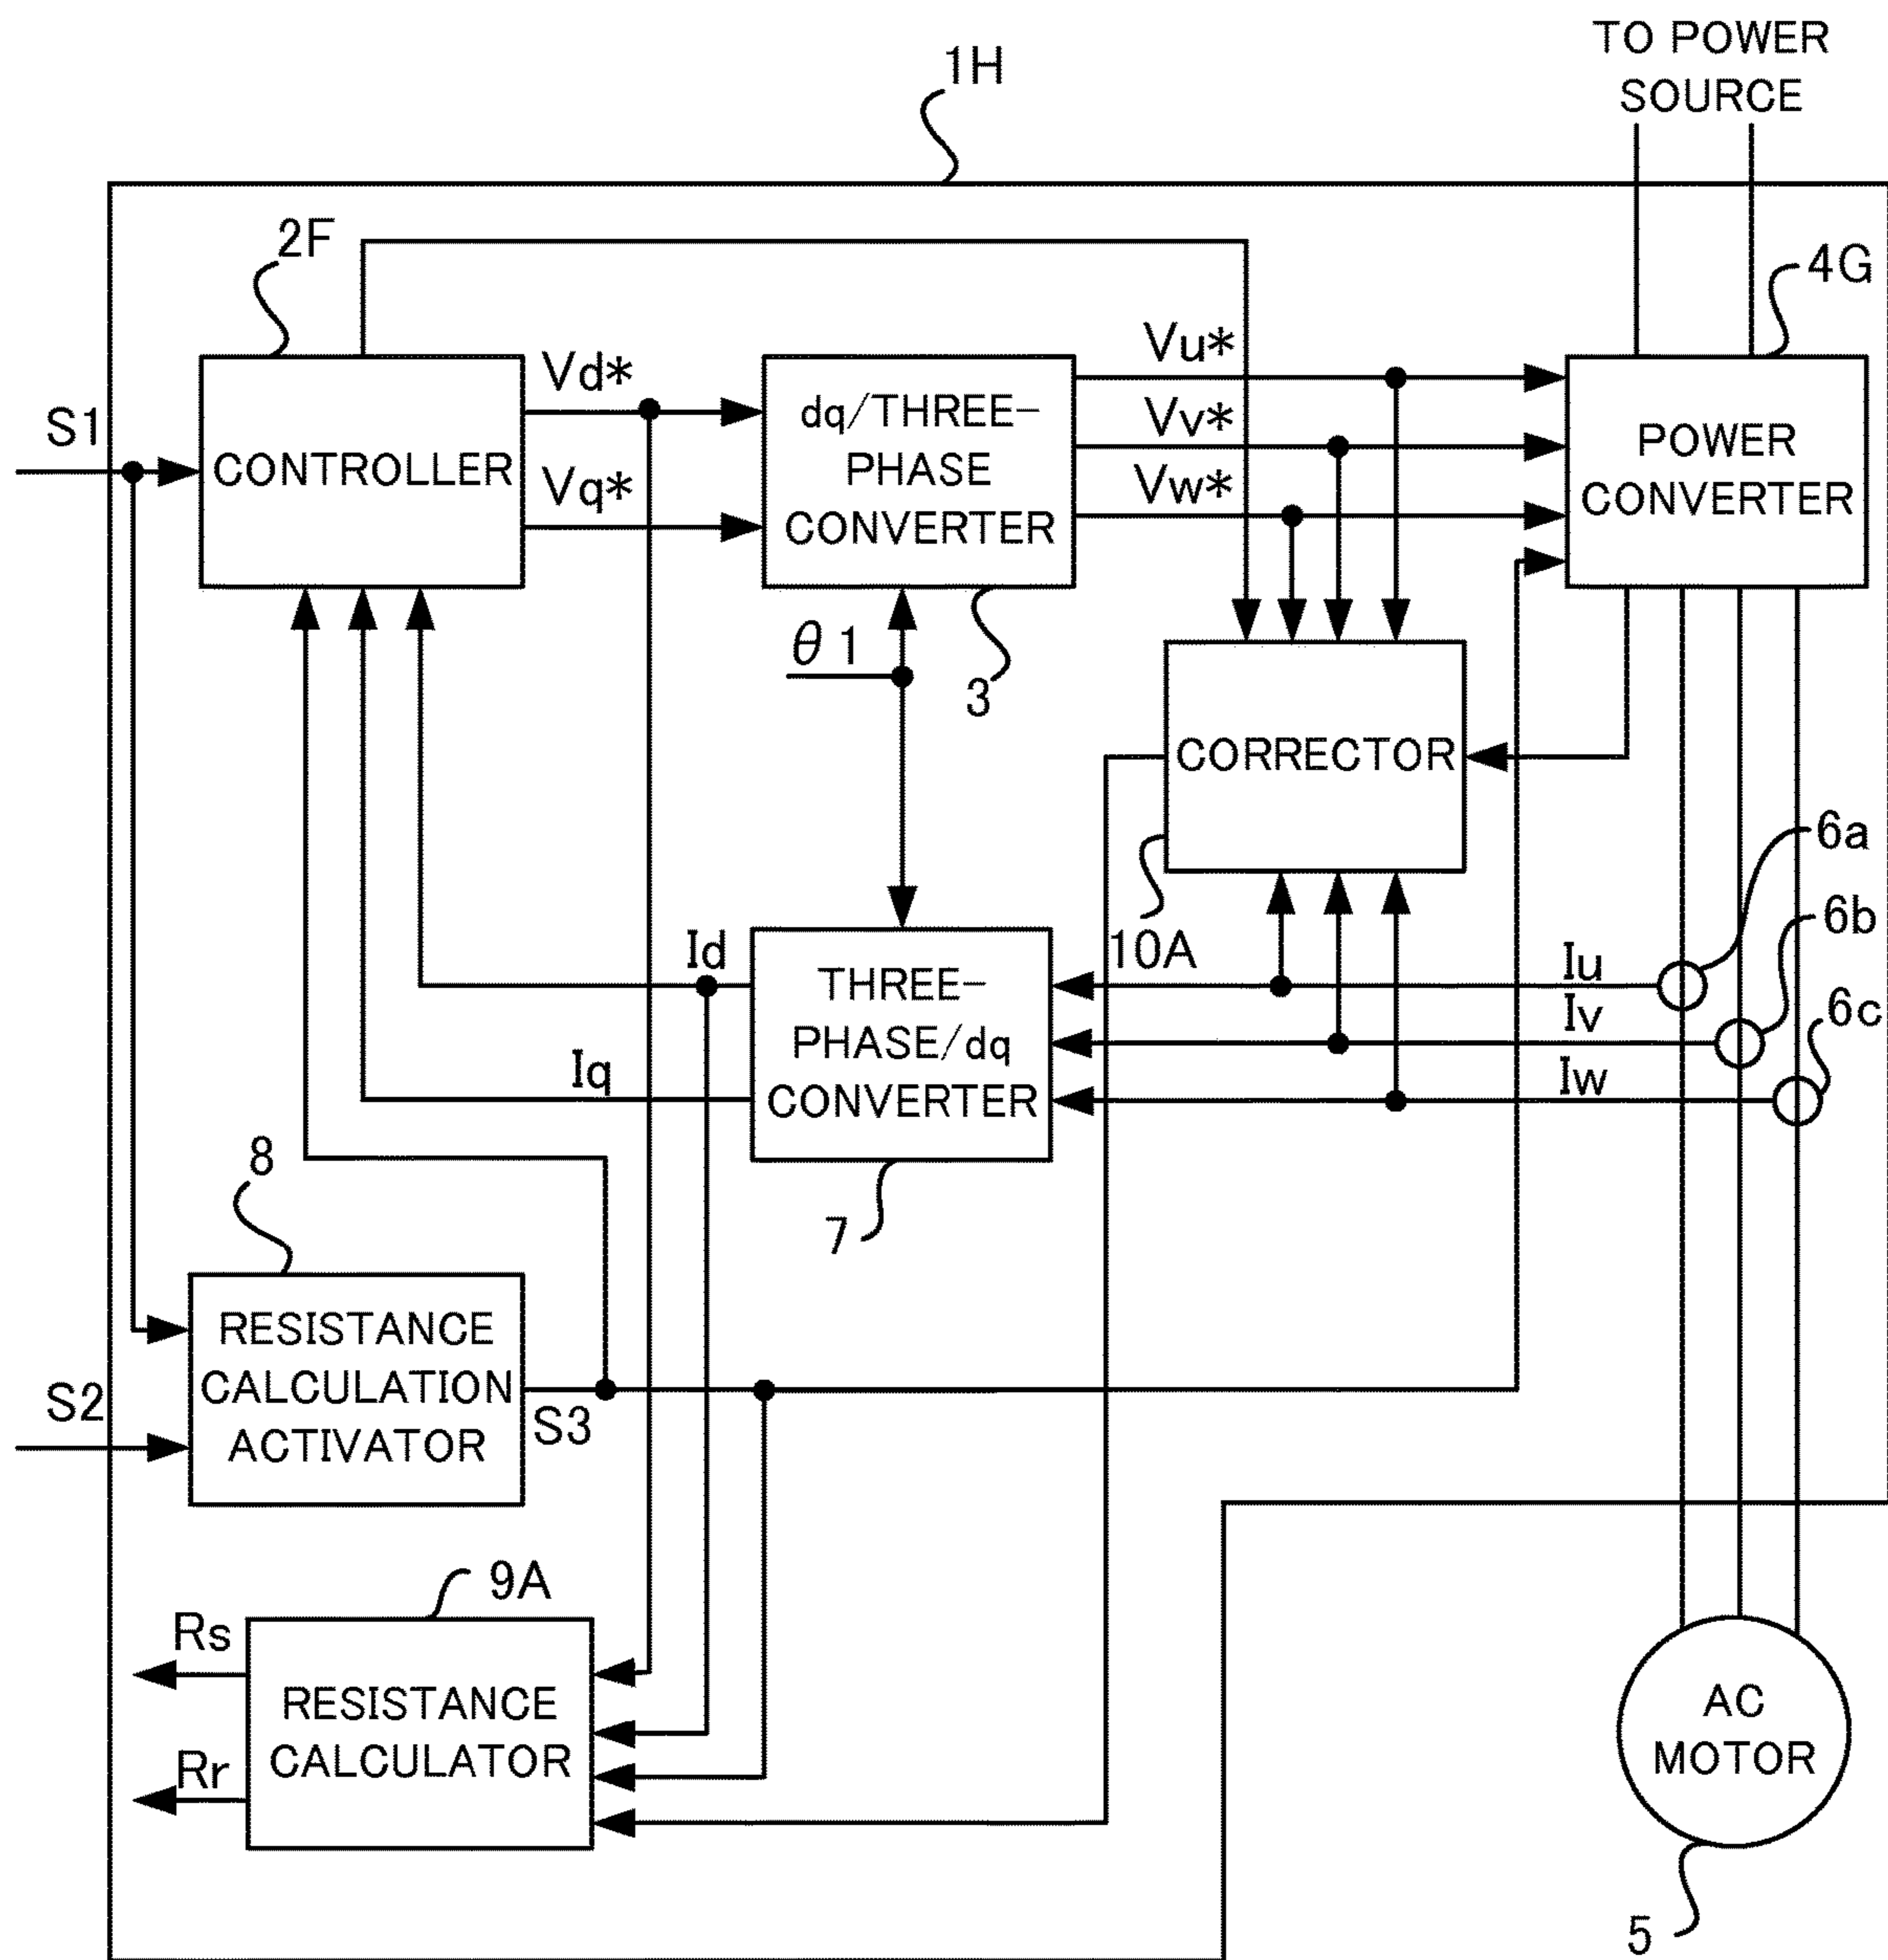 TO POWER
SOURCE
1H
2F
4G
S1
CONTROLLER
Vd*
Vq*
dq/THREE-
PHASE
CONVERTER
Vu*
Vv*
Vw*
POWER
CONVERTER
θ1
3
CORRECTOR
10A
6a
6b
6c
Id
Iq
THREE-
PHASE/dq
CONVERTER
Iu
Iv
Iw
7
8
S2
RESISTANCE
CALCULATION
ACTIVATOR
S3
9A
Rs
Rr
RESISTANCE
CALCULATOR
AC
MOTOR
5